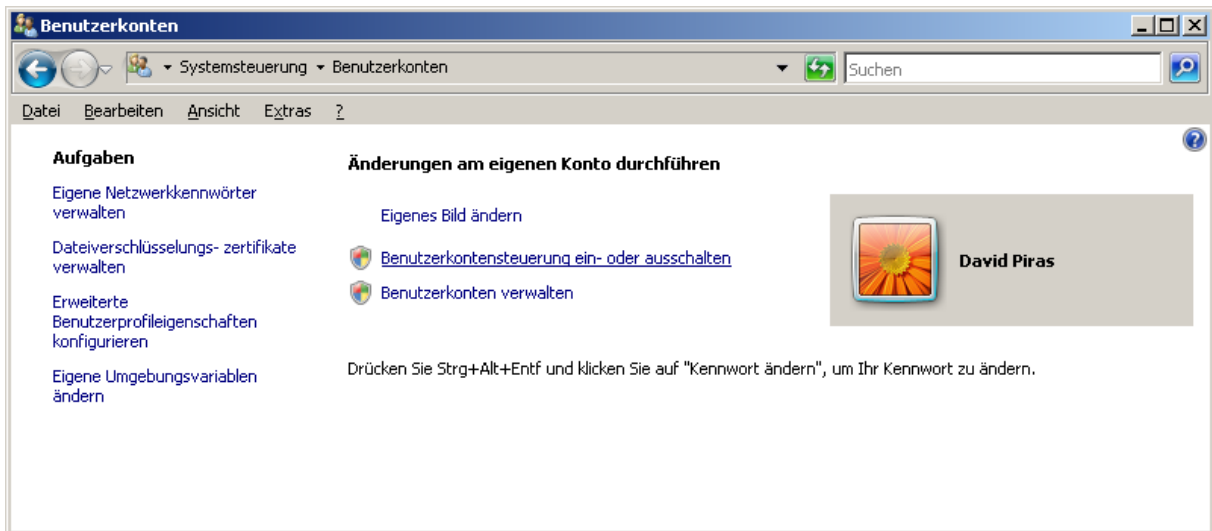 Benutzerkonten
Systemsteuerung
Benutzerkonten
Suchen
Datei Bearbeiten Ansicht Extras ?
Aufgaben
Eigene Netzwerkkennwörter
verwalten
Dateiverschlüsselungs- zertifikate
verwalten
Erweiterte
Benutzerprofileigenschaften
konfigurieren
Eigene Umgebungsvariablen
ändern
Änderungen am eigenen Konto durchführen
Eigenes Bild ändern
Benutzerkontensteuerung ein- oder ausschalten
Benutzerkonten verwalten
David Piras
Drücken Sie Strg+Alt+Entf und klicken Sie auf "Kennwort ändern", um Ihr Kennwort zu ändern.